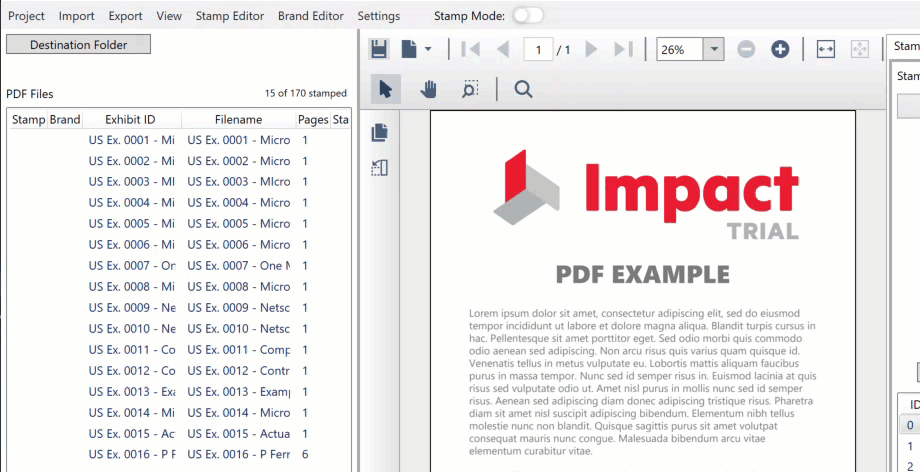 Project Import Export View Stamp Editor Brand Editor Settings Stamp Mode:
Destination Folder
1 / 1 26%
Stam
Stam
PDF Files 15 of 170 stamped
Stamp Brand Exhibit ID Filename Pages Sta
US Ex. 0001 - Mi US Ex. 0001 - Micro 1
US Ex. 0002 - Mi US Ex. 0002 - Micro 1
US Ex. 0003 - MI US Ex. 0003 - MIcro 1
US Ex. 0004 - Mi US Ex. 0004 - Micro 1
US Ex. 0005 - Mi US Ex. 0005 - Micro 1
US Ex. 0006 - Mi US Ex. 0006 - Micro 1
US Ex. 0007 - Or US Ex. 0007 - One M 1
US Ex. 0008 - Mi US Ex. 0008 - Micro 1
US Ex. 0009 - Ne US Ex. 0009 - Netsc 1
US Ex. 0010 - Ne US Ex. 0010 - Netsc 1
US Ex. 0011 - Co US Ex. 0011 - Comp 1
US Ex. 0012 - Co US Ex. 0012 - Contr 1
US Ex. 0013 - Exa US Ex. 0013 - Examp 1
US Ex. 0014 - Mi US Ex. 0014 - Micro 1
US Ex. 0015 - Ac US Ex. 0015 - Actua 1
US Ex. 0016 - P F US Ex. 0016 - P Ferr 6
Impact
TRIAL
PDF EXAMPLE
Lorem ipsum dolor sit amet, consectetur adipiscing elit, sed do eiusmod
tempor incididunt ut labore et dolore magna aliqua. Blandit turpis cursus in
hac. Pellentesque sit amet porttitor eget. Sed odio morbi quis commodo
odio aenean sed adipiscing. Non arcu risus quis varius quam quisque id.
Venenatis tellus in metus vulputate eu. Lobortis mattis aliquam faucibus
purus in massa tempor. Nunc sed id semper risus in. Euismod lacinia at quis
risus sed vulputate odio ut. Amet nisl purus in mollis nunc sed id semper
risus. Aenean sed adipiscing diam donec adipiscing tristique risus. Pharetra
diam sit amet nisl suscipit adipiscing bibendum. Elementum nibh tellus
molestie nunc non blandit. Quisque sagittis purus sit amet volutpat
consequat mauris nunc congue. Malesuada bibendum arcu vitae
elementum curabitur vitae.
ID
0
1
2